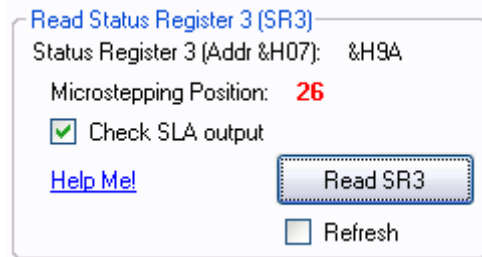 Read Status Register 3 (SR3)
Status Register 3 (Addr &H07): &H9A
Microstepping Position: 26
Check SLA output
Help Me! Read SR3
Refresh